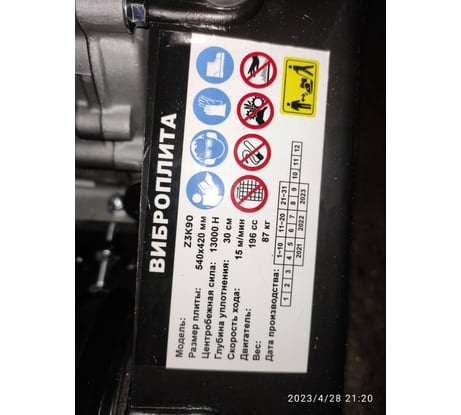 ВИБРОПЛИТА
Модель: Z3K90
Размер плиты: 540х420 мм
Центробежная сила: 13000 Н
Глубина уплотнения: 30 см
Скорость хода: 15 м/мин
Двигатель: 196 сс
Вес: 87 кг
Дата производства:
1-10 11-20 21-31
1 2 3 4 5 6 7 8 9 10 11 12
2021 2022 2023
2023/4/28 21:20